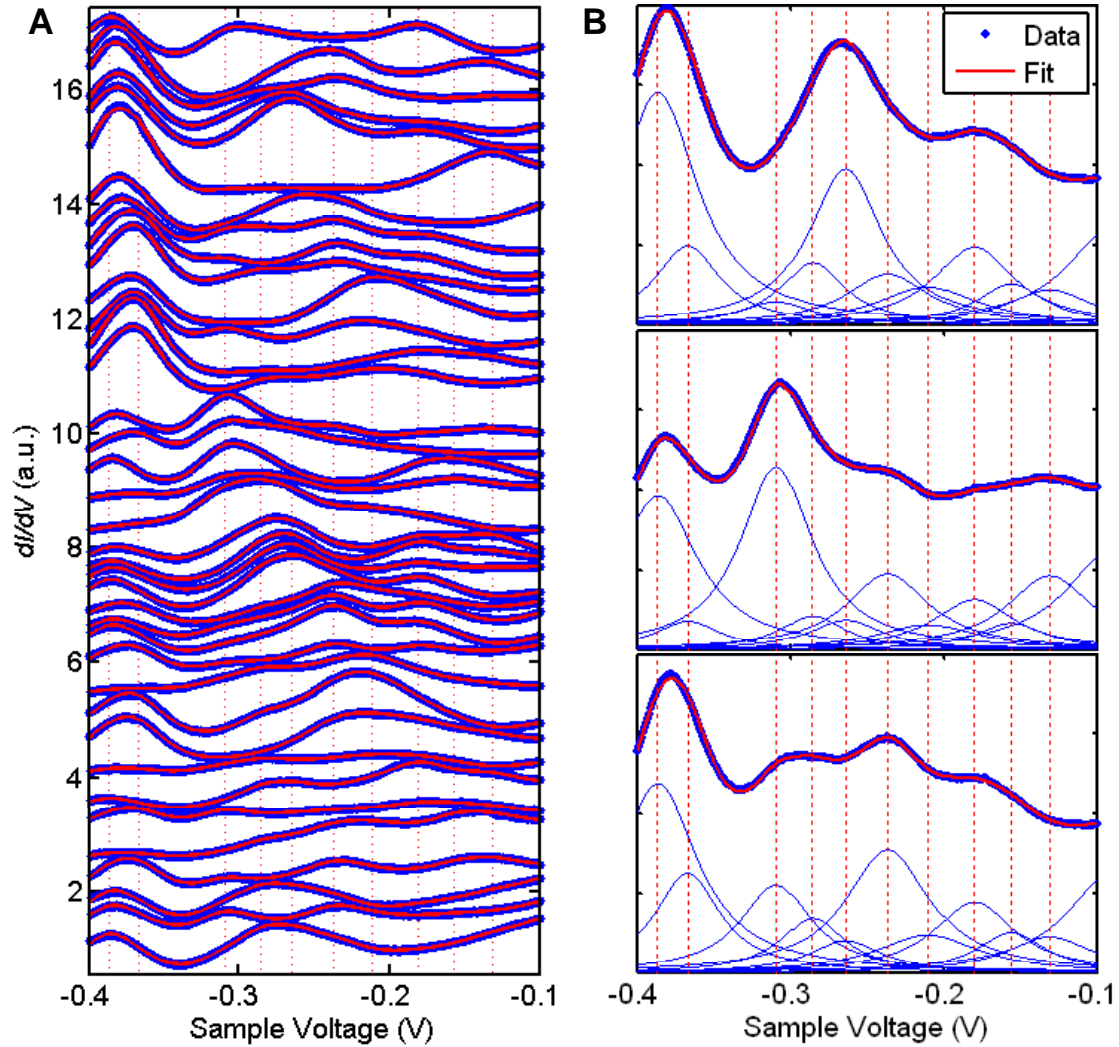 A
B
Data
Fit
16
14
12
10
8
6
4
2
dI/dV (a.u.)
-0.4
-0.3
-0.2
-0.1
Sample Voltage (V)
-0.4
-0.3
-0.2
-0.1
Sample Voltage (V)